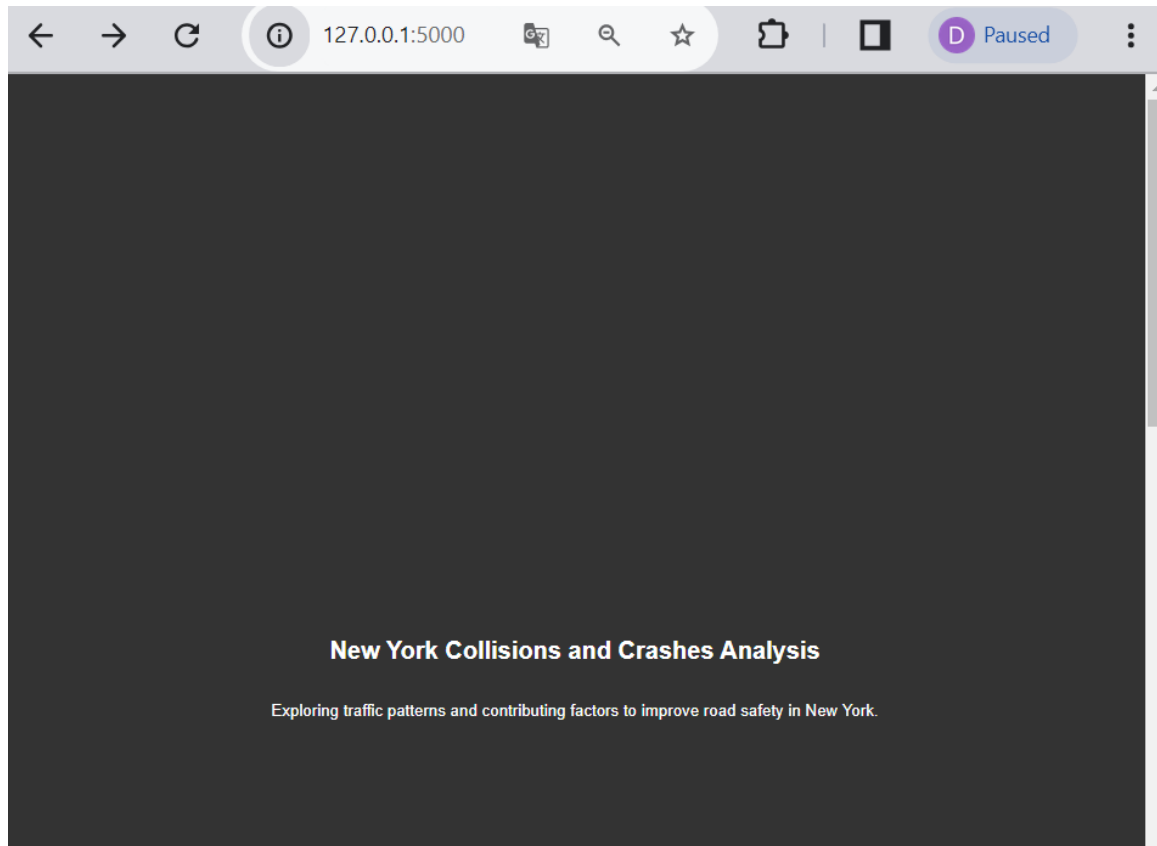 127.0.0.1:5000
D Paused
New York Collisions and Crashes Analysis
Exploring traffic patterns and contributing factors to improve road safety in New York.